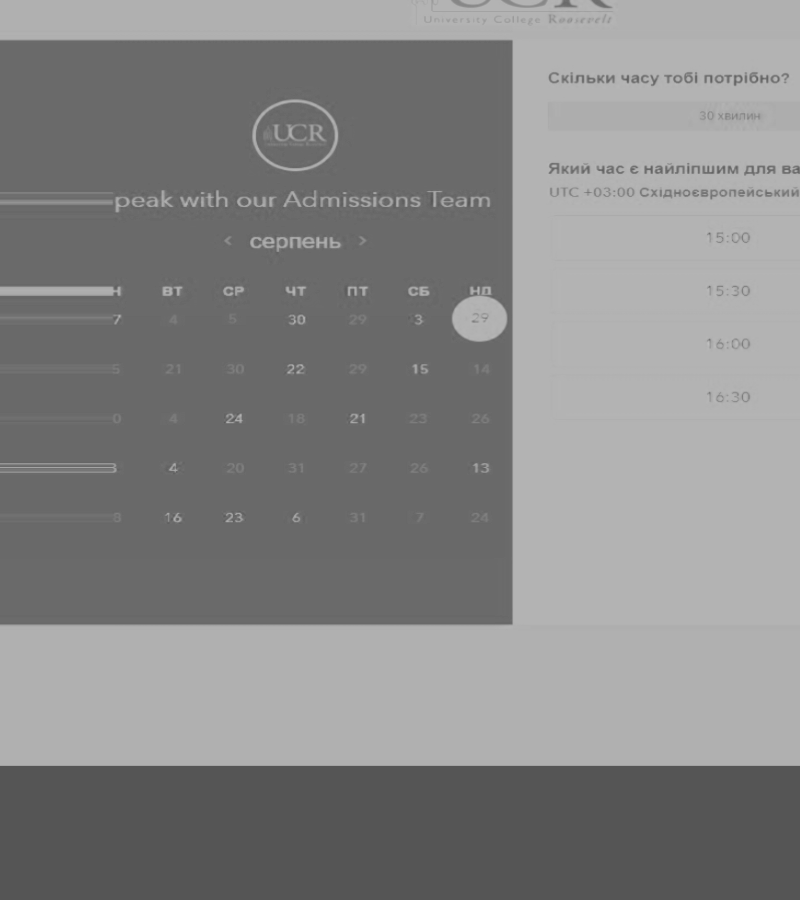 UCR
University College Roosevelt
UCR
peak with our Admissions Team
< серпень >
Н ВТ СР ЧТ ПТ СБ НД
7 4 5 30 29 3 29
5 21 30 22 29 15 14
0 4 24 18 21 23 26
3 4 20 31 27 26 13
3 16 23 6 31 7 24
Скільки часу тобі потрібно?
30 хвилин
Який час є найліпшим для ва
UTC +03:00 Східноєвропейський
15:00
15:30
16:00
16:30